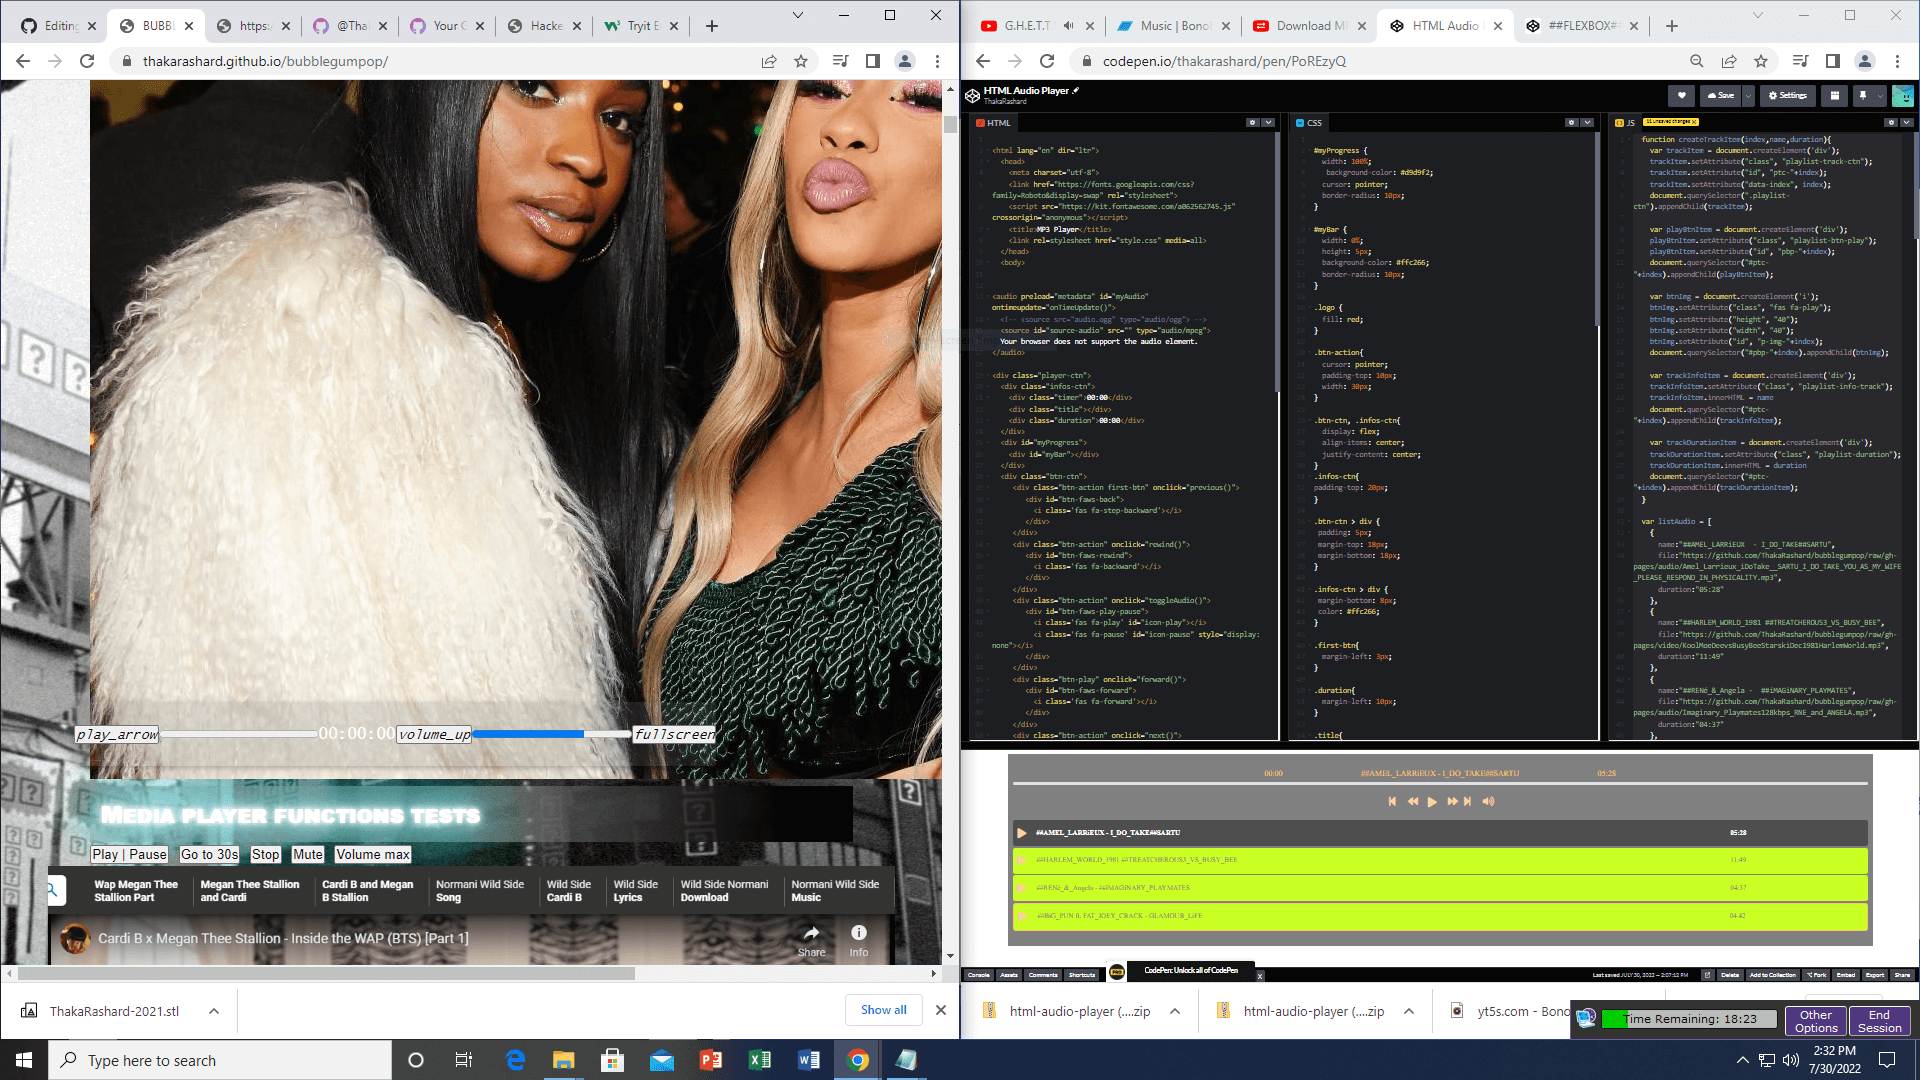 Editing
BUBBL
https:
@Thak
Your G
Hacke
Tryit E
thakarashard.github.io/bubblegumpop/
play_arrow
00:00:00
volume_up
fullscreen
Media player functions tests
Play | Pause
Go to 30s
Stop
Mute
Volume max
Wap Megan Thee Stallion Part
Megan Thee Stallion and Cardi
Cardi B and Megan B Stallion
Normani Wild Side Song
Wild Side Cardi B
Wild Side Lyrics
Wild Side Normani Download
Normani Wild Side Music
Cardi B x Megan Thee Stallion - Inside the WAP (BTS) [Part 1]
Share
Info
ThakaRashard-2021.stl
Show all
G.H.E.T.T.
Music | Bonol
Download M
HTML Audio
##FLEXBOX#
codepen.io/thakarashard/pen/PoREzyQ
HTML Audio Player
ThakaRashard
Save
Settings
HTML
<html lang="en" dir="ltr">
<head>
<meta charset="utf-8">
<link href="https://fonts.googleapis.com/css?
family=Roboto&display=swap" rel="stylesheet">
<script src="https://kit.fontawesome.com/a062562745.js"
crossorigin="anonymous"></script>
<title>MP3 Player</title>
<link rel=stylesheet href="style.css" media=all>
</head>
<body>
<audio preload="metadata" id="myAudio"
ontimeupdate="onTimeUpdate()">
<!-- <source src="audio.ogg" type="audio/ogg"> -->
<source id="source-audio" src="" type="audio/mpeg">
Your browser does not support the audio element.
</audio>
<div class="player-ctn">
<div class="infos-ctn">
<div class="timer">00:00</div>
<div class="title"></div>
<div class="duration">00:00</div>
</div>
<div id="myProgress">
<div id="myBar"></div>
</div>
<div class="btn-ctn">
<div class="btn-action first-btn" onclick="previous()">
<div id="btn-faws-back">
<i class='fas fa-step-backward'></i>
</div>
</div>
<div class="btn-action" onclick="rewind()">
<div id="btn-faws-rewind">
<i class='fas fa-backward'></i>
</div>
</div>
<div class="btn-action" onclick="toggleAudio()">
<div id="btn-faws-play-pause">
<i class='fas fa-play' id="icon-play"></i>
<i class='fas fa-pause' id="icon-pause" style="display:
none"></i>
</div>
</div>
<div class="btn-play" onclick="forward()">
<div id="btn-faws-forward">
<i class='fas fa-forward'></i>
</div>
</div>
<div class="btn-action" onclick="next()">
CSS
#myProgress {
width: 100%;
background-color: #d9d9f2;
cursor: pointer;
border-radius: 10px;
}
#myBar {
width: 0%;
height: 5px;
background-color: #ffc266;
border-radius: 10px;
}
.logo {
fill: red;
}
.btn-action{
cursor: pointer;
padding-top: 10px;
width: 30px;
}
.btn-ctn, .infos-ctn{
display: flex;
align-items: center;
justify-content: center;
}
.infos-ctn{
padding-top: 20px;
}
.btn-ctn > div {
padding: 5px;
margin-top: 18px;
margin-bottom: 18px;
}
.infos-ctn > div {
margin-bottom: 8px;
color: #ffc266;
}
.first-btn{
margin-left: 3px;
}
.duration{
margin-left: 10px;
}
.title{
JS
11 unsaved changes X
function createTrackItem(index,name,duration){
var trackItem = document.createElement('div');
trackItem.setAttribute("class", "playlist-track-ctn");
trackItem.setAttribute("id", "ptc-"+index);
trackItem.setAttribute("data-index", index);
document.querySelector(".playlist-
ctn").appendChild(trackItem);
var playBtnItem = document.createElement('div');
playBtnItem.setAttribute("class", "playlist-btn-play");
playBtnItem.setAttribute("id", "pbp-"+index);
document.querySelector("#ptc-
"+index).appendChild(playBtnItem);
var btnImg = document.createElement('i');
btnImg.setAttribute("class", "fas fa-play");
btnImg.setAttribute("height", "40");
btnImg.setAttribute("width", "40");
btnImg.setAttribute("id", "p-img-"+index);
document.querySelector("#pbp-"+index).appendChild(btnImg);
var trackInfoItem = document.createElement('div');
trackInfoItem.setAttribute("class", "playlist-info-track");
trackInfoItem.innerHTML = name
document.querySelector("#ptc-
"+index).appendChild(trackInfoItem);
var trackDurationItem = document.createElement('div');
trackDurationItem.setAttribute("class", "playlist-duration");
trackDurationItem.innerHTML = duration
document.querySelector("#ptc-
"+index).appendChild(trackDurationItem);
}
var listAudio = [
{
name:"##AMEL_LARRiEUX - I_DO_TAKE##SARTU",
file:"https://github.com/ThakaRashard/bubblegumpop/raw/gh-
pages/audio/Amel_Larrieux_iDoTake__SARTU_I_DO_TAKE_YOU_AS_MY_WIFE
_PLEASE_RESPOND_IN_PHYSICALITY.mp3",
duration:"05:28"
},
{
name:"##HARLEM_WORLD_1981 ##TREATCHEROUS3_VS_BUSY_BEE",
file:"https://github.com/ThakaRashard/bubblegumpop/raw/gh-
pages/video/KoolMoeDeevsBusyBeeStarskiDec1981HarlemWorld.mp3",
duration:"11:49"
},
{
name:"##RENé_&_Angela - ##iMAGiNARY_PLAYMATES",
file:"https://github.com/ThakaRashard/bubblegumpop/raw/gh-
pages/audio/Imaginary_Playmates128kbps_RNE_and_ANGELA.mp3",
duration:"04:37"
},
00:00
##AMEL_LARRiEUX - I_DO_TAKE##SARTU
05:28
##AMEL_LARRiEUX - I_DO_TAKE##SARTU 05:28
##HARLEM_WORLD_1981 ##TREATCHEROUS3_VS_BUSY_BEE 11:49
##RENé_&_Angela - ##iMAGiNARY_PLAYMATES 04:37
##BiG_PUN ft. FAT_JOEY_CRACK - GLAMOUR_LiFE 04:42
Console
Assets
Comments
Shortcuts
PRO
CodePen: Unlock all of CodePen
x
Last saved JULY 30, 2022 — 2:07:12 PM
Delete
Add to Collection
Fork
Embed
Export
Share
html-audio-player (....zip
html-audio-player (....zip
yt5s.com - Bono
Time Remaining: 18:23
Other Options
End Session
Type here to search
2:32 PM
7/30/2022